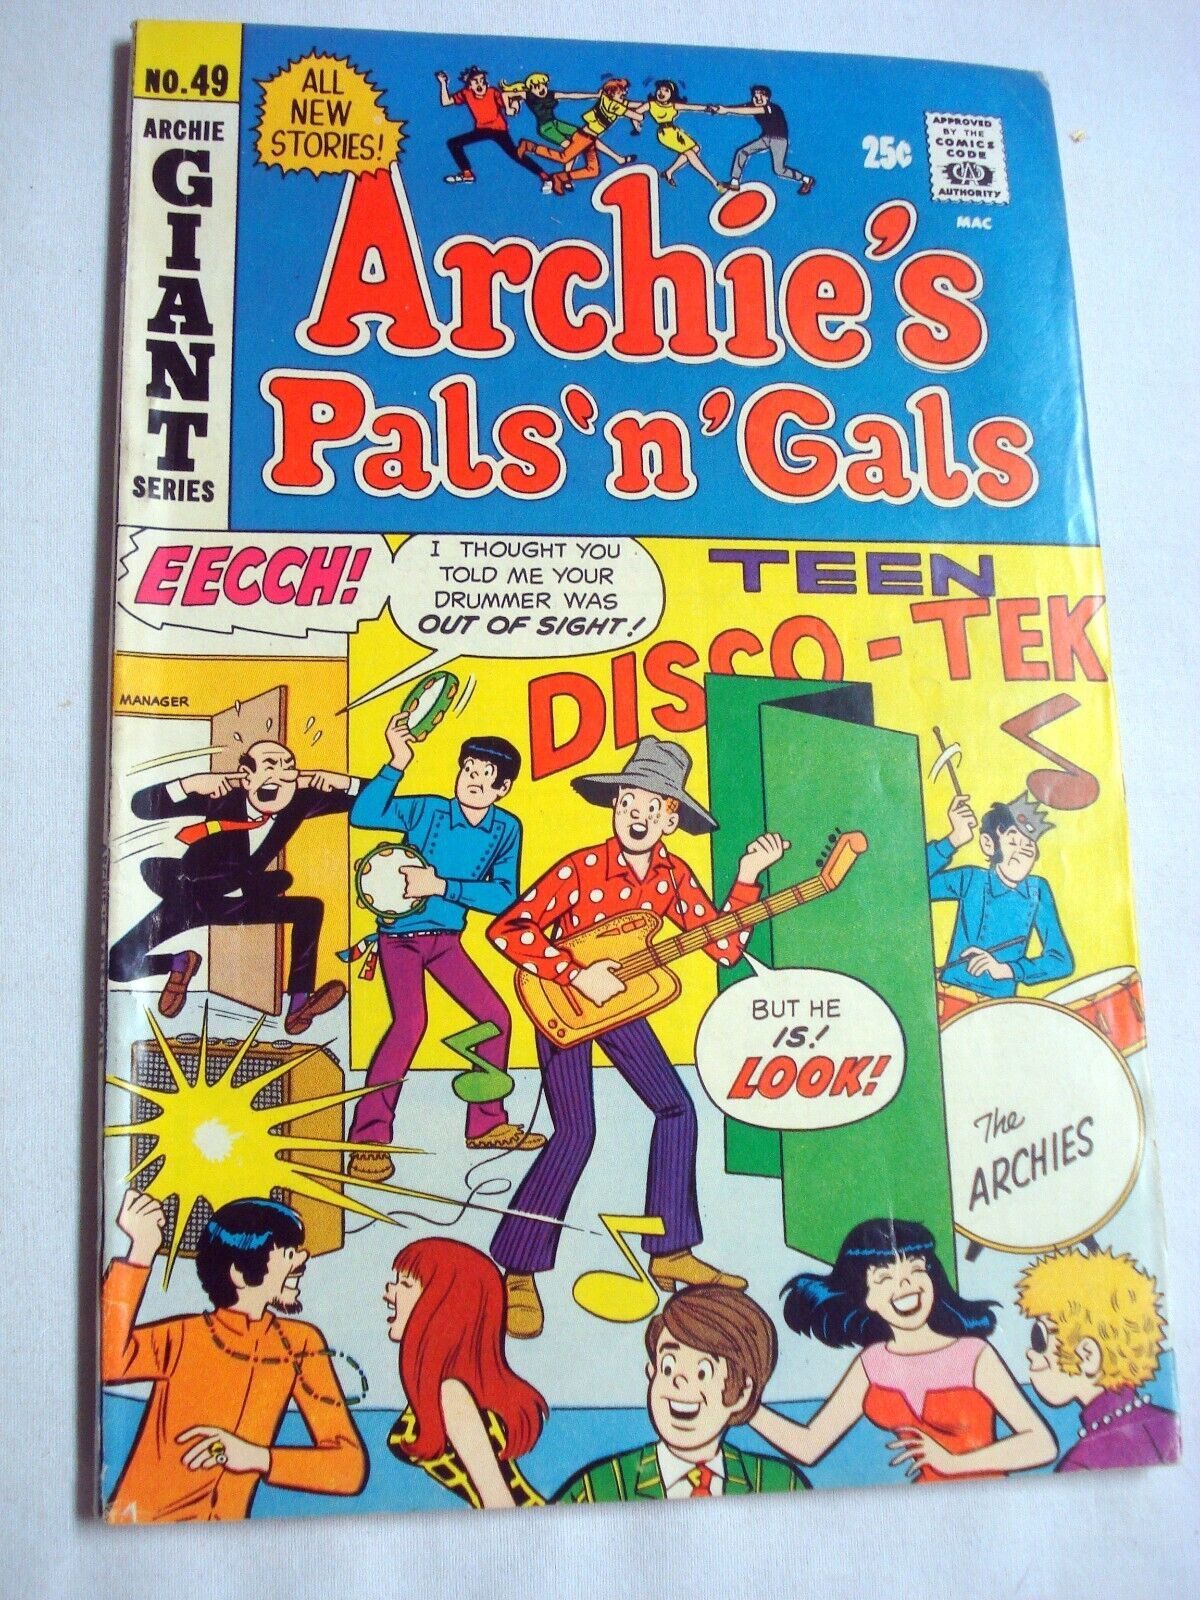 NO.49
ARCHIE
GIANT
SERIES
ALL
NEW
STORIES!
25¢
APPROVED
BY THE
COMICS
CODE
CA
AUTHORITY
MAC
Archie's
Pals 'n' Gals
EECCH!
I THOUGHT YOU
TOLD ME YOUR
DRUMMER WAS
OUT OF SIGHT!
TEEN
DISCO-TEK
MANAGER
BUT HE
IS!
LOOK!
The
ARCHIES